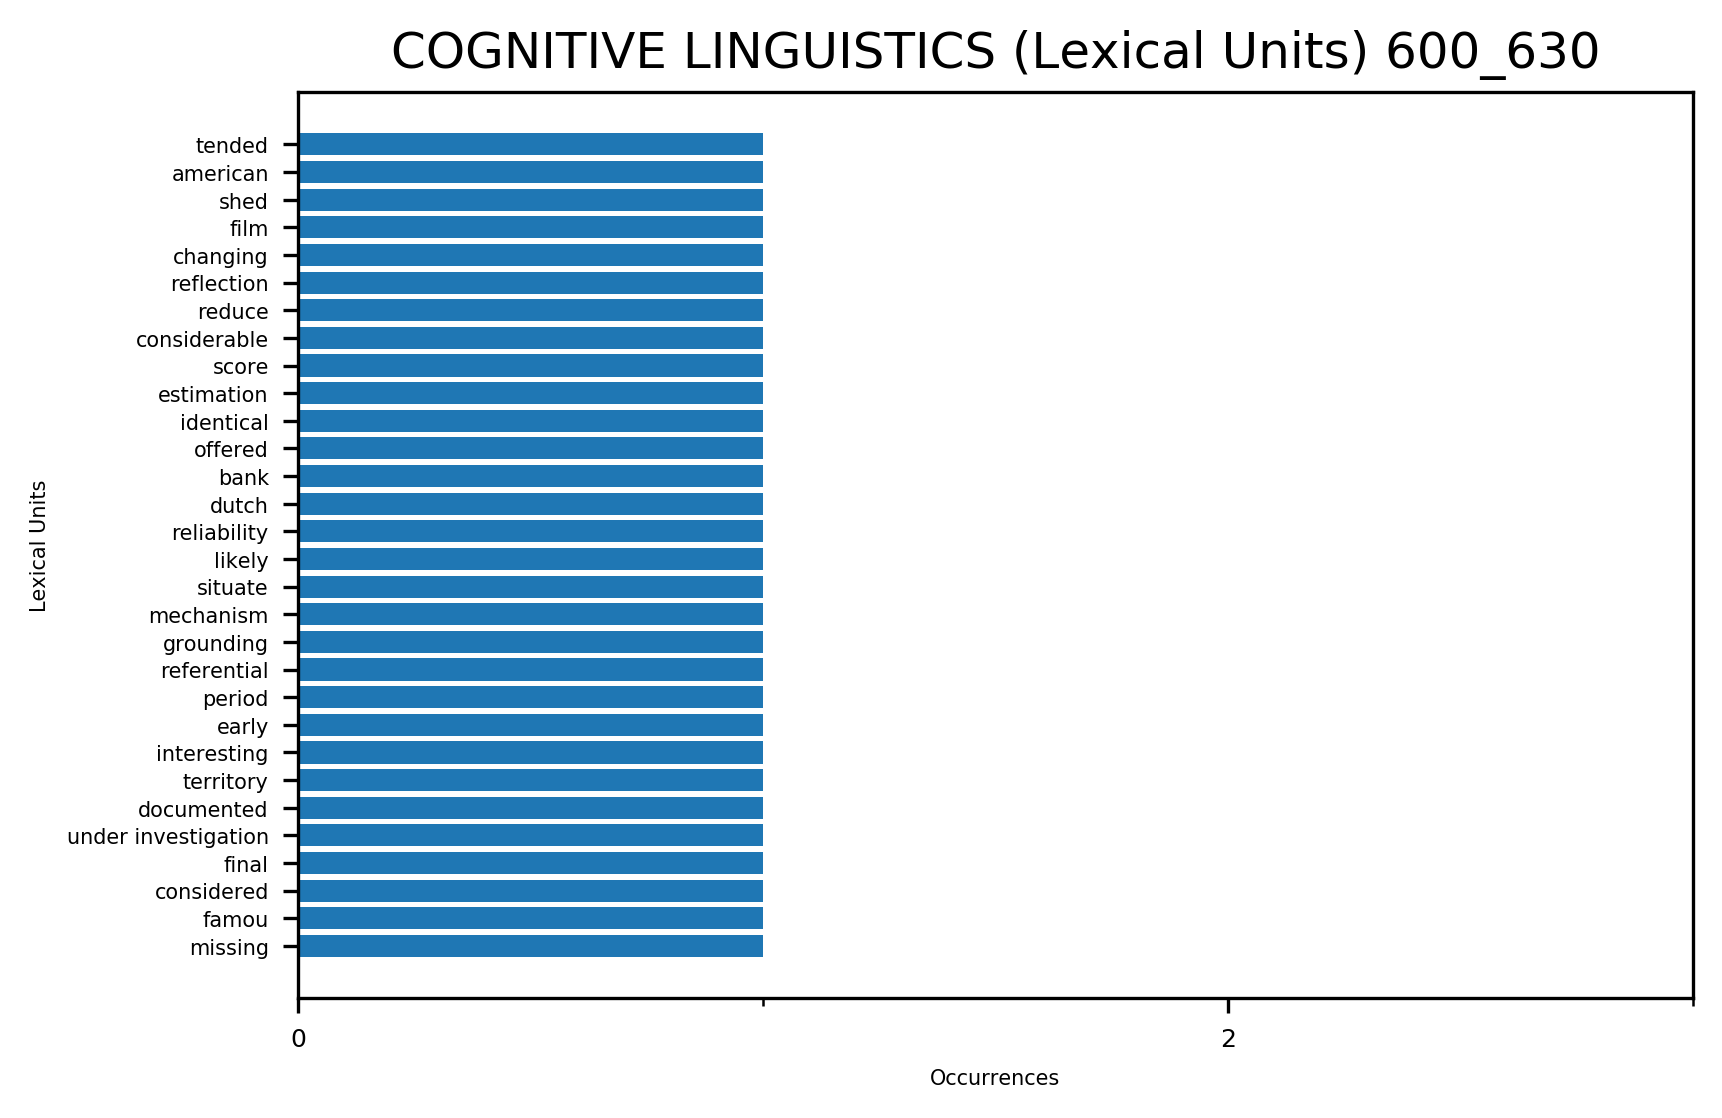 COGNITIVE LINGUISTICS (Lexical Units) 600_630
tended
american
shed
film
changing
reflection
reduce
considerable
score
estimation
identical
offered
bank
dutch
reliability
likely
situate
mechanism
grounding
referential
period
early
interesting
territory
documented
under investigation
final
considered
famou
missing
Lexical Units
0 2
Occurrences